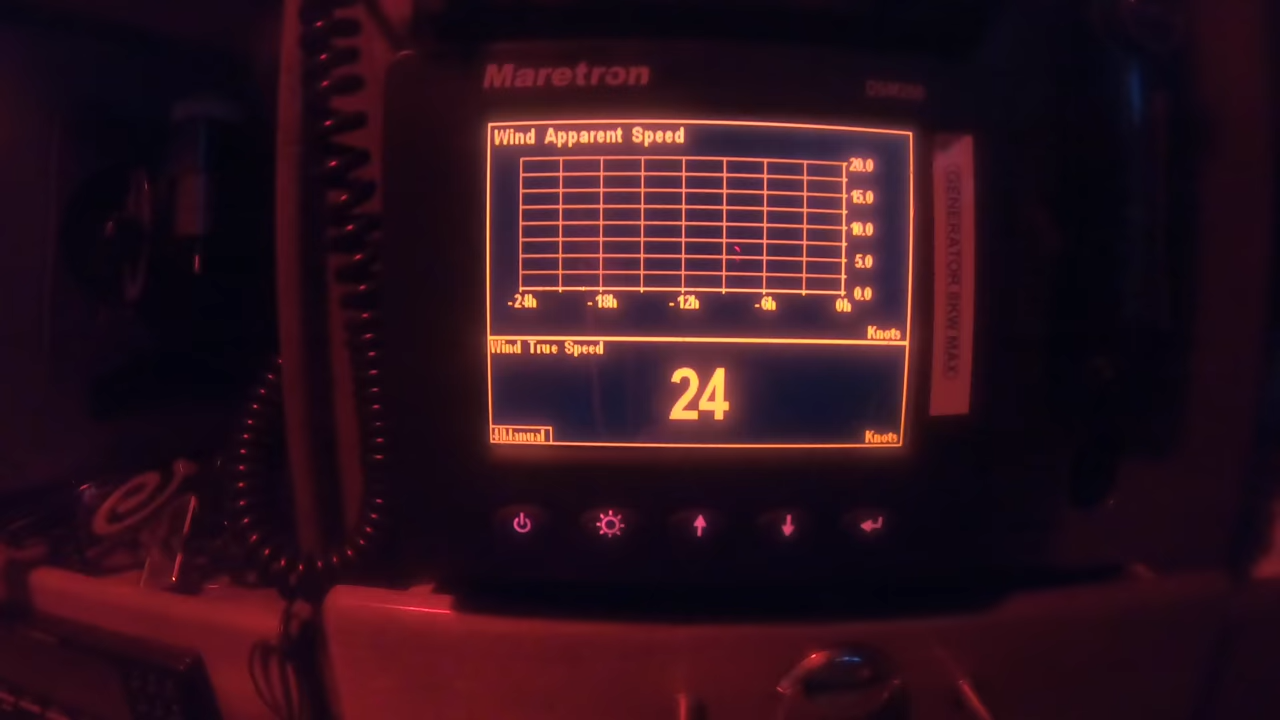 Maretron
Wind Apparent Speed
20.0
15.0
10.0
5.0
0.0
-24h -18h -12h -6h 0h
Knots
Wind True Speed
24
Manual
Knots
GENERATOR 8KW MAX